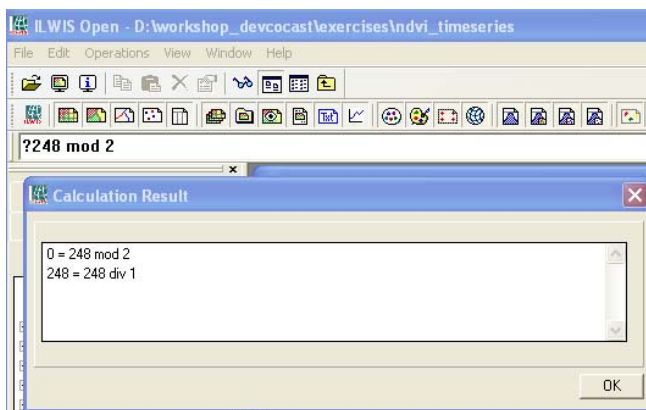 ILWIS Open - D:\workshop_devcocast\exercises\ndvi_timeseries
File Edit Operations View Window Help
Txt
?248 mod 2
Calculation Result
0 = 248 mod 2
248 = 248 div 1
OK